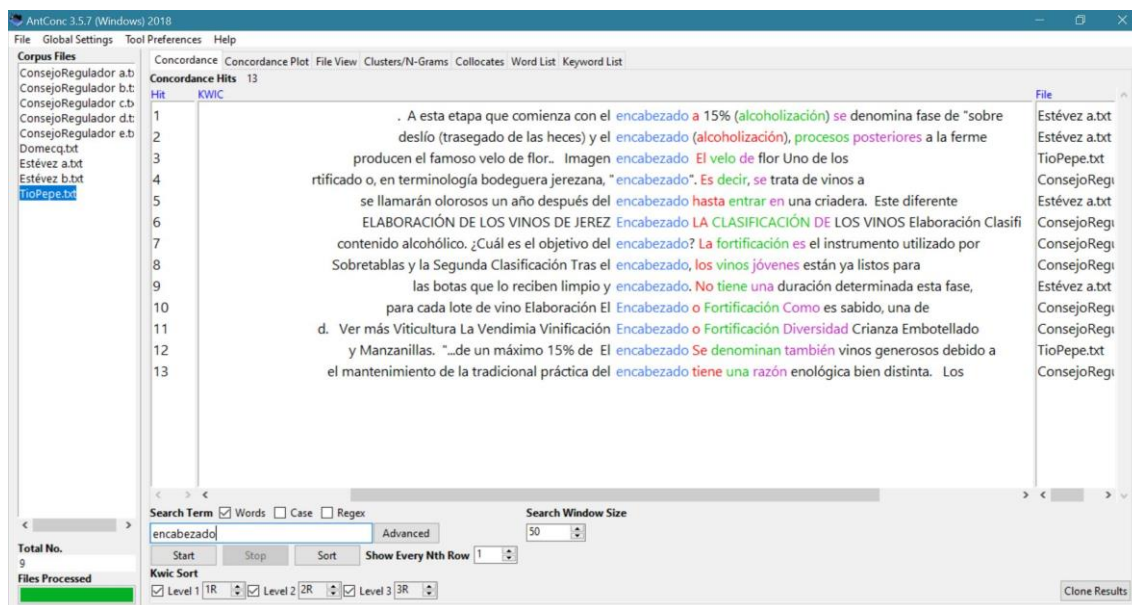 AntConc 3.5.7 (Windows) 2018
File Global Settings Tool Preferences Help
Corpus Files
ConsejoRegulador a.t
ConsejoRegulador b.t
ConsejoRegulador c.t
ConsejoRegulador d.t
ConsejoRegulador e.t
Domecq.txt
Estévez a.txt
Estévez b.txt
TioPepe.txt
Concordance Concordance Plot File View Clusters/N-Grams Collocates Word List Keyword List
Concordance Hits 13
Hit KWIC File
1 . A esta etapa que comienza con el encabezado a 15% (alcoholización) se denomina fase de "sobre Estévez a.txt
2 deslío (trasegado de las heces) y el encabezado (alcoholización), procesos posteriores a la ferme Estévez a.txt
3 producen el famoso velo de flor.. Imagen encabezado El velo de flor Uno de los TioPepe.txt
4 rtificado o, en terminología bodeguera jerezana, "encabezado". Es decir, se trata de vinos a ConsejoRegu
5 se llamarán olorosos un año después del encabezado hasta entrar en una criadera. Este diferente Estévez a.txt
6 ELABORACIÓN DE LOS VINOS DE JEREZ Encabezado LA CLASIFICACIÓN DE LOS VINOS Elaboración Clasifi ConsejoRegu
7 contenido alcohólico. ¿Cuál es el objetivo del encabezado? La fortificación es el instrumento utilizado por ConsejoRegu
8 Sobretablas y la Segunda Clasificación Tras el encabezado, los vinos jóvenes están ya listos para ConsejoRegu
9 las botas que lo reciben limpio y encabezado. No tiene una duración determinada esta fase, Estévez a.txt
10 para cada lote de vino Elaboración El Encabezado o Fortificación Como es sabido, una de ConsejoRegu
11 d. Ver más Viticultura La Vendimia Vinificación Encabezado o Fortificación Diversidad Crianza Embotellado ConsejoRegu
12 y Manzanillas. "...de un máximo 15% de El encabezado Se denominan también vinos generosos debido a TioPepe.txt
13 el mantenimiento de la tradicional práctica del encabezado tiene una razón enológica bien distinta. Los ConsejoRegu
Search Term Words Case Regex Search Window Size
encabezado Advanced 50
Start Stop Sort Show Every Nth Row 1
Total No.
9
Files Processed
Kwic Sort
Level 1 1R Level 2 2R Level 3 3R Clone Results